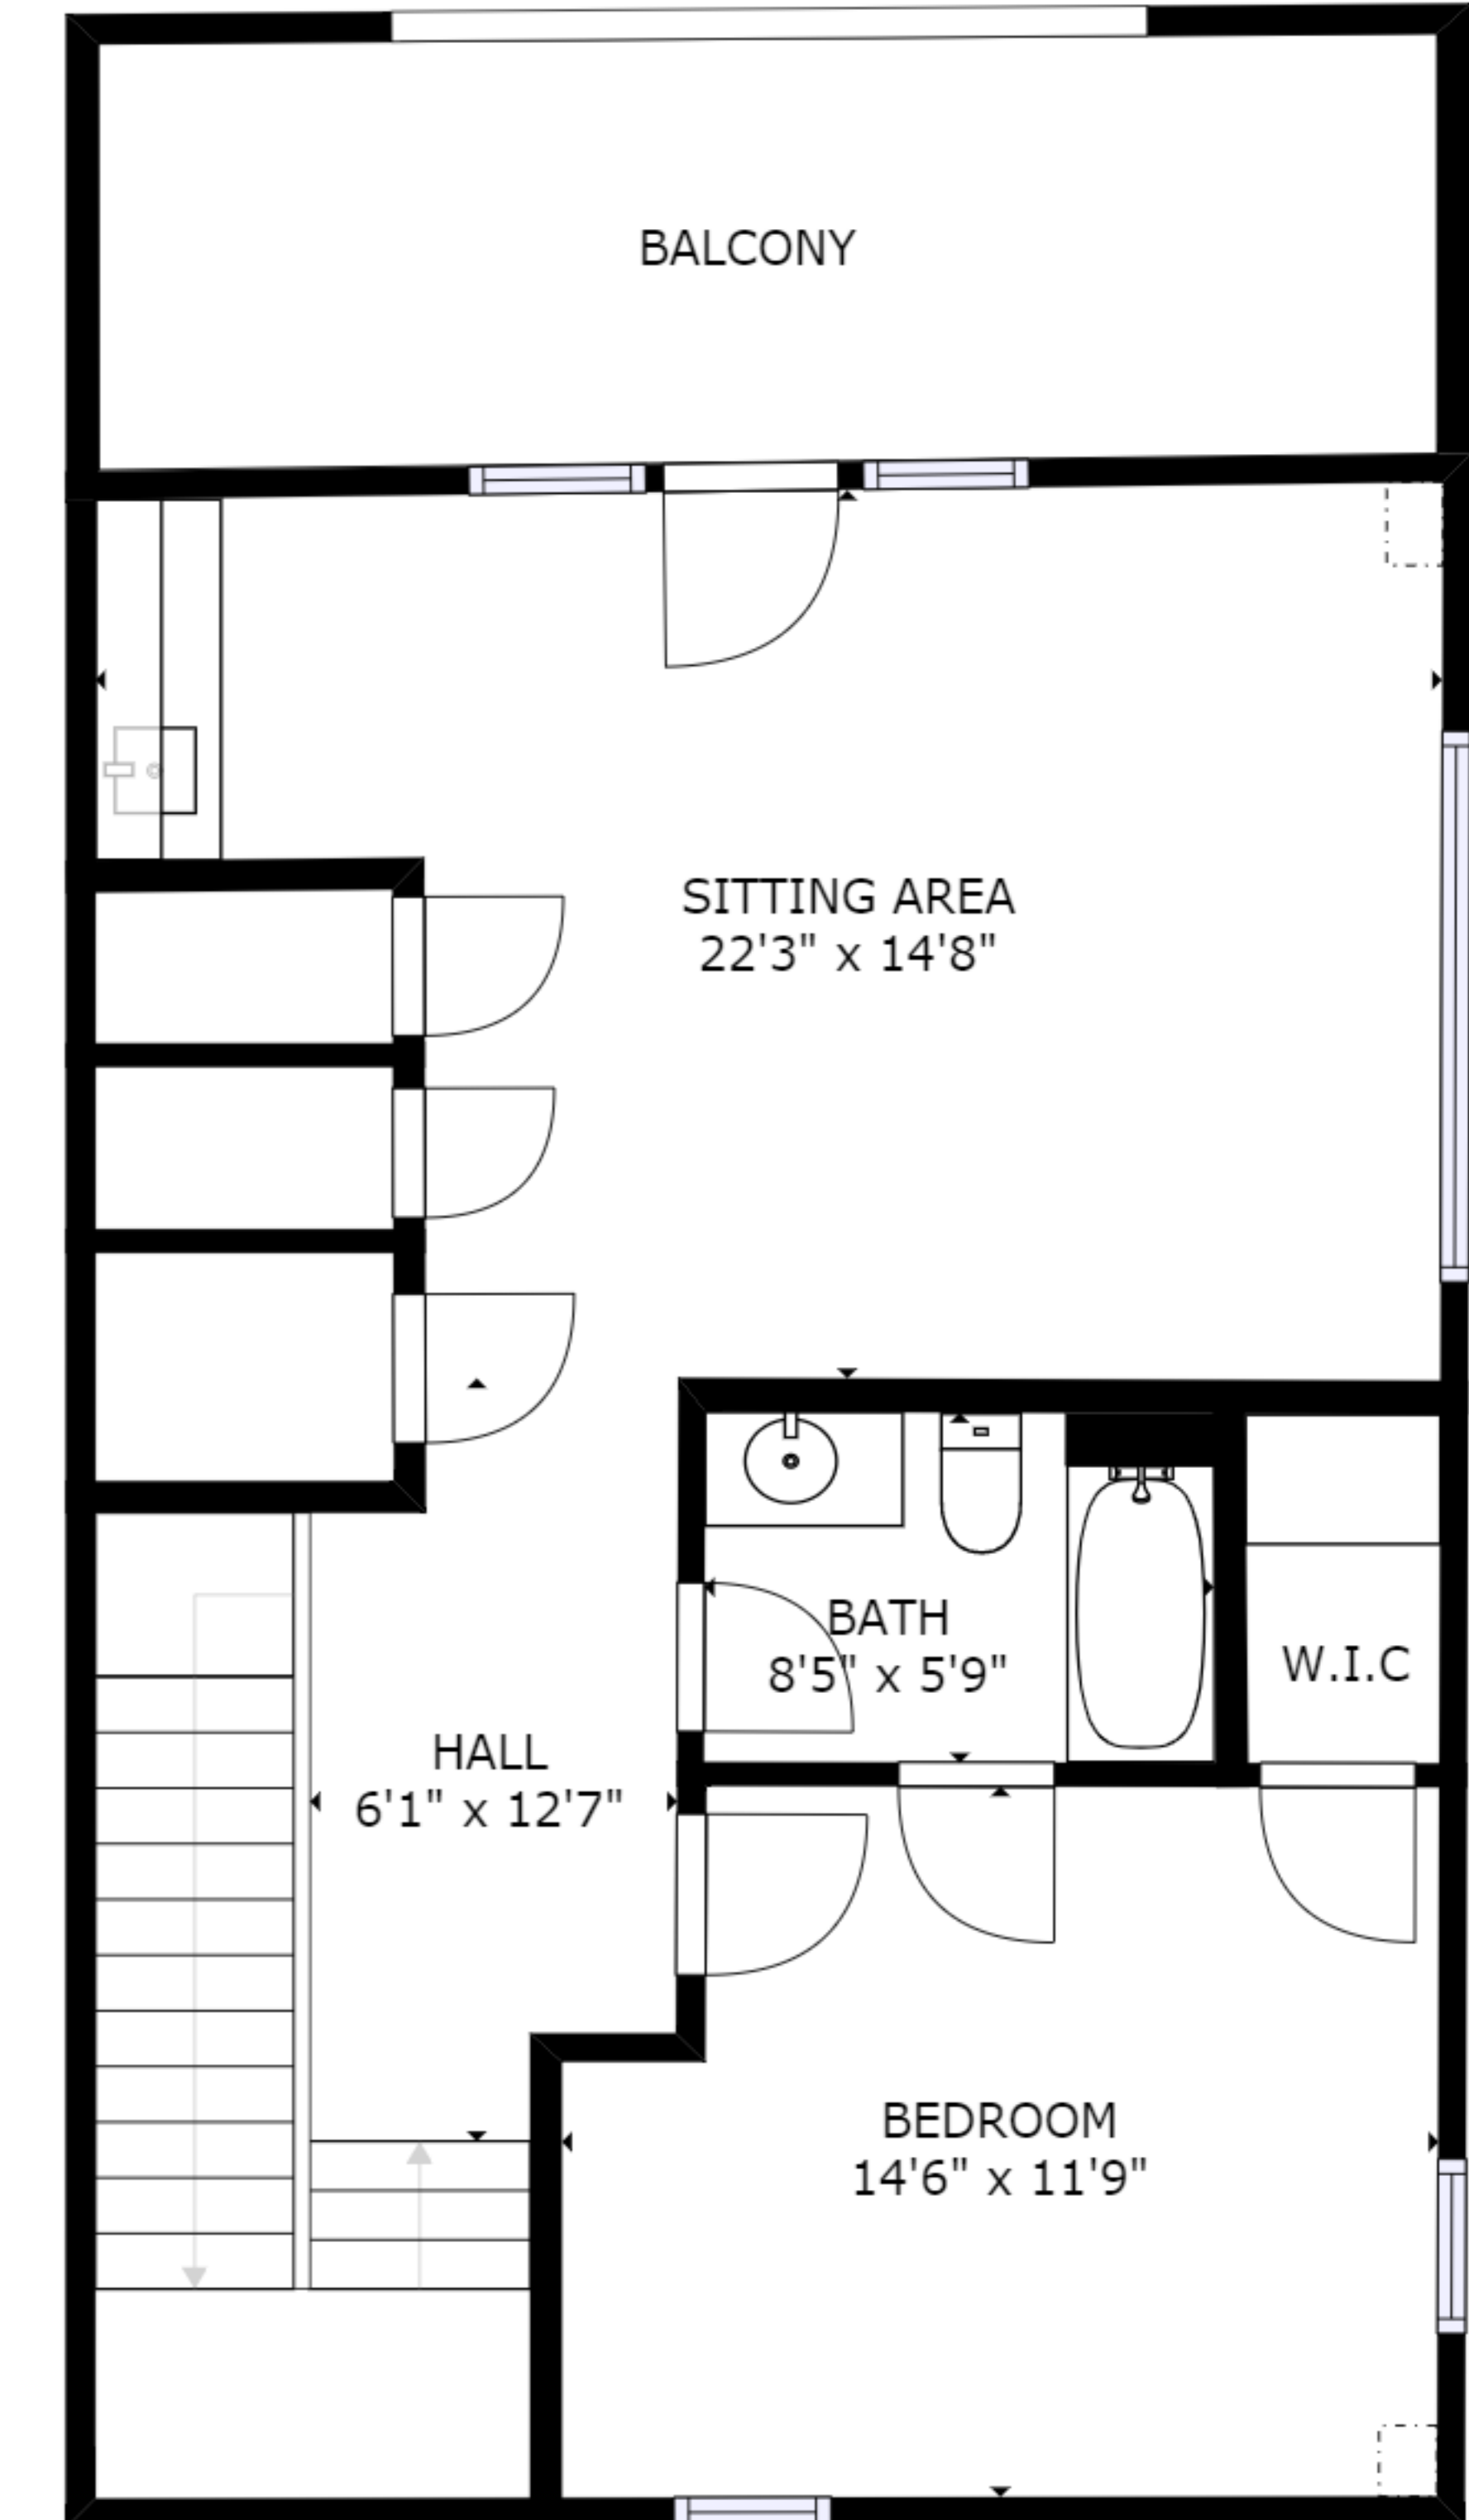 BALCONY
SITTING AREA
22'3" x 14'8"
BATH
8'5" x 5'9"
W.I.C
HALL
6'1" x 12'7"
BEDROOM
14'6" x 11'9"